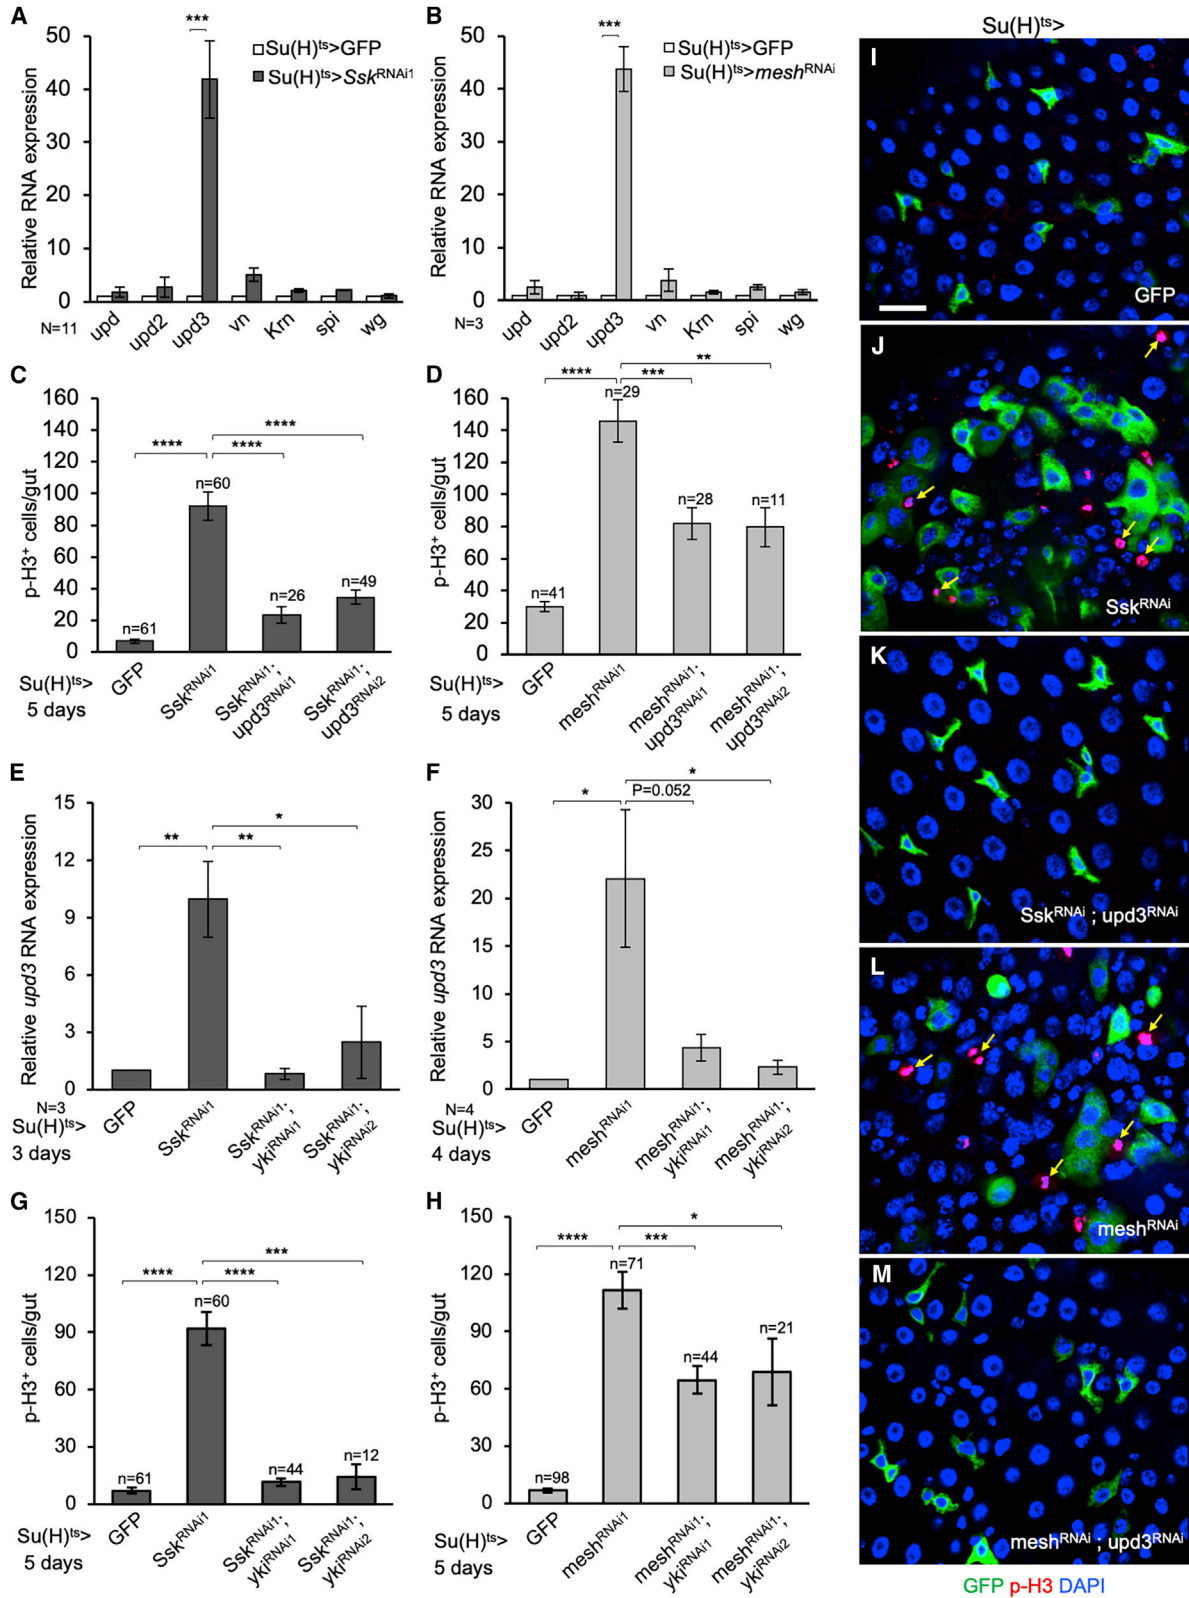 A
***
50
40
30
20
10
0
Relative RNA expression
Su(H)ts>GFP
Su(H)ts>SskRNAi1
N=11
upd upd2 upd3 vn Krn spi wg
B
***
50
40
30
20
10
0
Relative RNA expression
Su(H)ts>GFP
Su(H)ts>meshRNAi
N=3
upd upd2 upd3 vn Krn spi wg
C
160
140
120
100
80
60
40
20
0
p-H3+ cells/gut
****
****
****
n=61
n=60
n=26
n=49
Su(H)ts>
5 days
GFP
SskRNAi1
SskRNAi1;
upd3RNAi1
SskRNAi1;
upd3RNAi2
D
160
140
120
100
80
60
40
20
0
p-H3+ cells/gut
**
****
***
n=41
n=29
n=28
n=11
Su(H)ts>
5 days
GFP
meshRNAi1
meshRNAi1;
upd3RNAi1
meshRNAi1;
upd3RNAi2
E
15
12
9
6
3
0
Relative upd3 RNA expression
*
**
**
N=3
Su(H)ts>
3 days
GFP
SskRNAi1
SskRNAi1;
ykiRNAi1
SskRNAi1;
ykiRNAi2
F
30
25
20
15
10
5
0
Relative upd3 RNA expression
*
*
P=0.052
N=4
Su(H)ts>
4 days
GFP
meshRNAi1
meshRNAi1;
ykiRNAi1
meshRNAi1;
ykiRNAi2
G
150
120
90
60
30
0
p-H3+ cells/gut
***
****
****
n=61
n=60
n=44
n=12
Su(H)ts>
5 days
GFP
SskRNAi1
SskRNAi1;
ykiRNAi1
SskRNAi1;
ykiRNAi2
H
150
120
90
60
30
0
p-H3+ cells/gut
*
****
***
n=98
n=71
n=44
n=21
Su(H)ts>
5 days
GFP
meshRNAi1
meshRNAi1;
ykiRNAi1
meshRNAi1;
ykiRNAi2
Su(H)ts>
I
GFP
J
SskRNAi
K
SskRNAi ; upd3RNAi
L
meshRNAi
M
meshRNAi ; upd3RNAi
GFP p-H3 DAPI